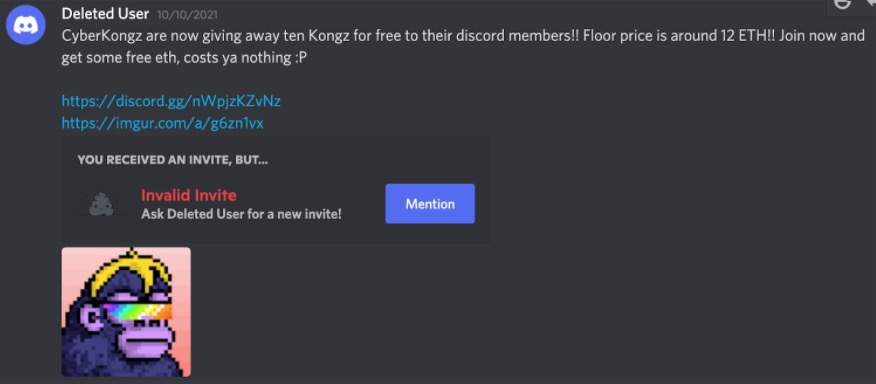 Deleted User 10/10/2021
CyberKongz are now giving away ten Kongz for free to their discord members!! Floor price is around 12 ETH!! Join now and
get some free eth, costs ya nothing :P
https://discord.gg/nWpjzKZvNz
https://imgur.com/a/g6zn1vx
YOU RECEIVED AN INVITE, BUT...
Invalid Invite
Ask Deleted User for a new invite!
Mention